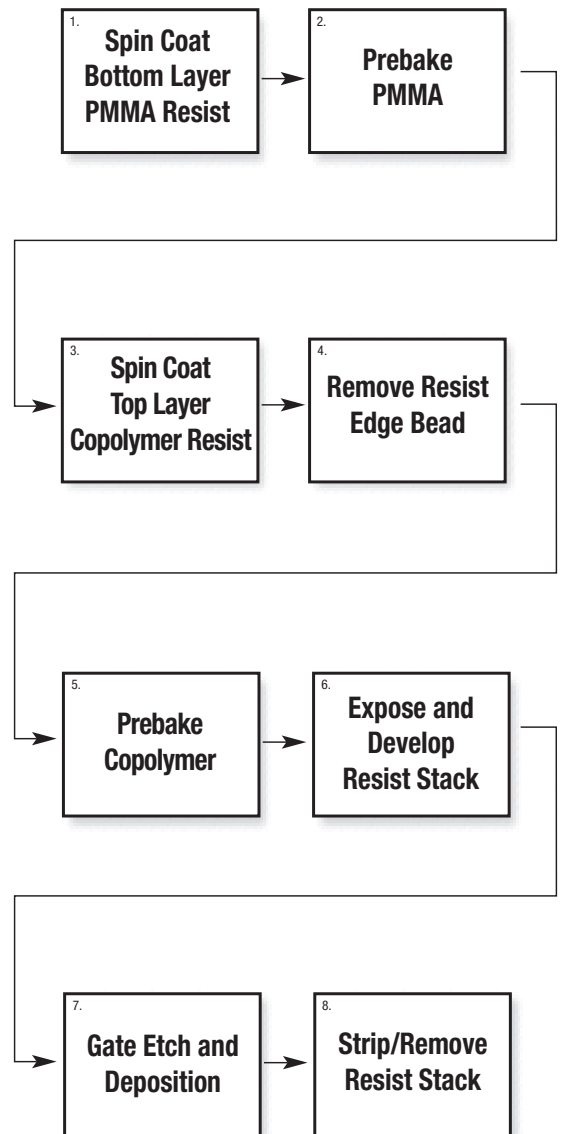 1.
Spin Coat
Bottom Layer
PMMA Resist
2.
Prebake
PMMA
3.
Spin Coat
Top Layer
Copolymer Resist
4.
Remove Resist
Edge Bead
5.
Prebake
Copolymer
6.
Expose and
Develop
Resist Stack
7.
Gate Etch and
Deposition
8.
Strip/Remove
Resist Stack